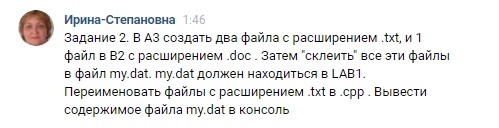 Ирина-Степановна 1:46
Задание 2. В А3 создать два файла с расширением .txt, и 1
файл в В2 с расширением .doc . Затем "склеить" все эти файлы
в файл my.dat. my.dat должен находиться в LAB1.
Переименовать файлы с расширением .txt в .cpp . Вывести
содержимое файла my.dat в консоль